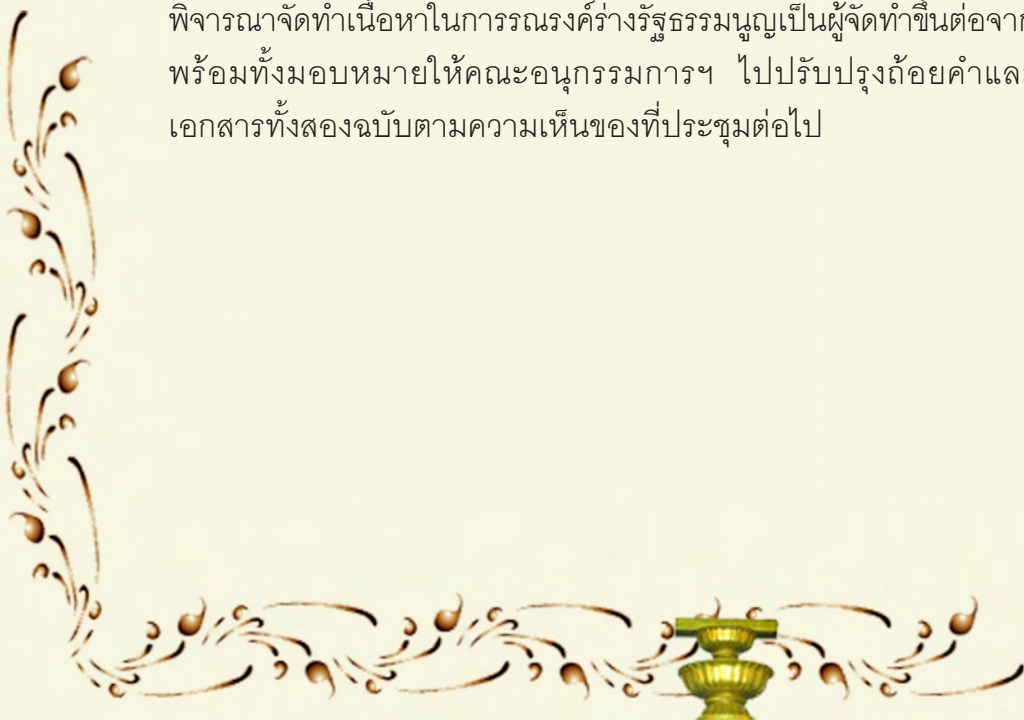 พิจารณาจัดทำเนื้อหาในการรณรงค์ร่างรัฐธรรมนูญเป็นผู้จัดทำขึ้นต่อจาก
พร้อมทั้งมอบหมายให้คณะอนุกรรมการฯ ไปปรับปรุงถ้อยคำและ
เอกสารทั้งสองฉบับตามความเห็นของที่ประชุมต่อไป